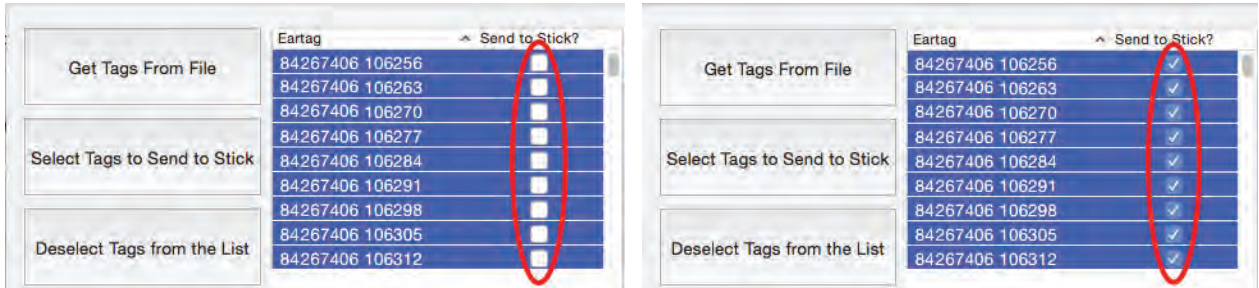 Get Tags From File
Select Tags to Send to Stick
Deselect Tags from the List
Eartag Send to Stick?
84267406 106256
84267406 106263
84267406 106270
84267406 106277
84267406 106284
84267406 106291
84267406 106298
84267406 106305
84267406 106312
Get Tags From File
Select Tags to Send to Stick
Deselect Tags from the List
Eartag Send to Stick?
84267406 106256
84267406 106263
84267406 106270
84267406 106277
84267406 106284
84267406 106291
84267406 106298
84267406 106305
84267406 106312